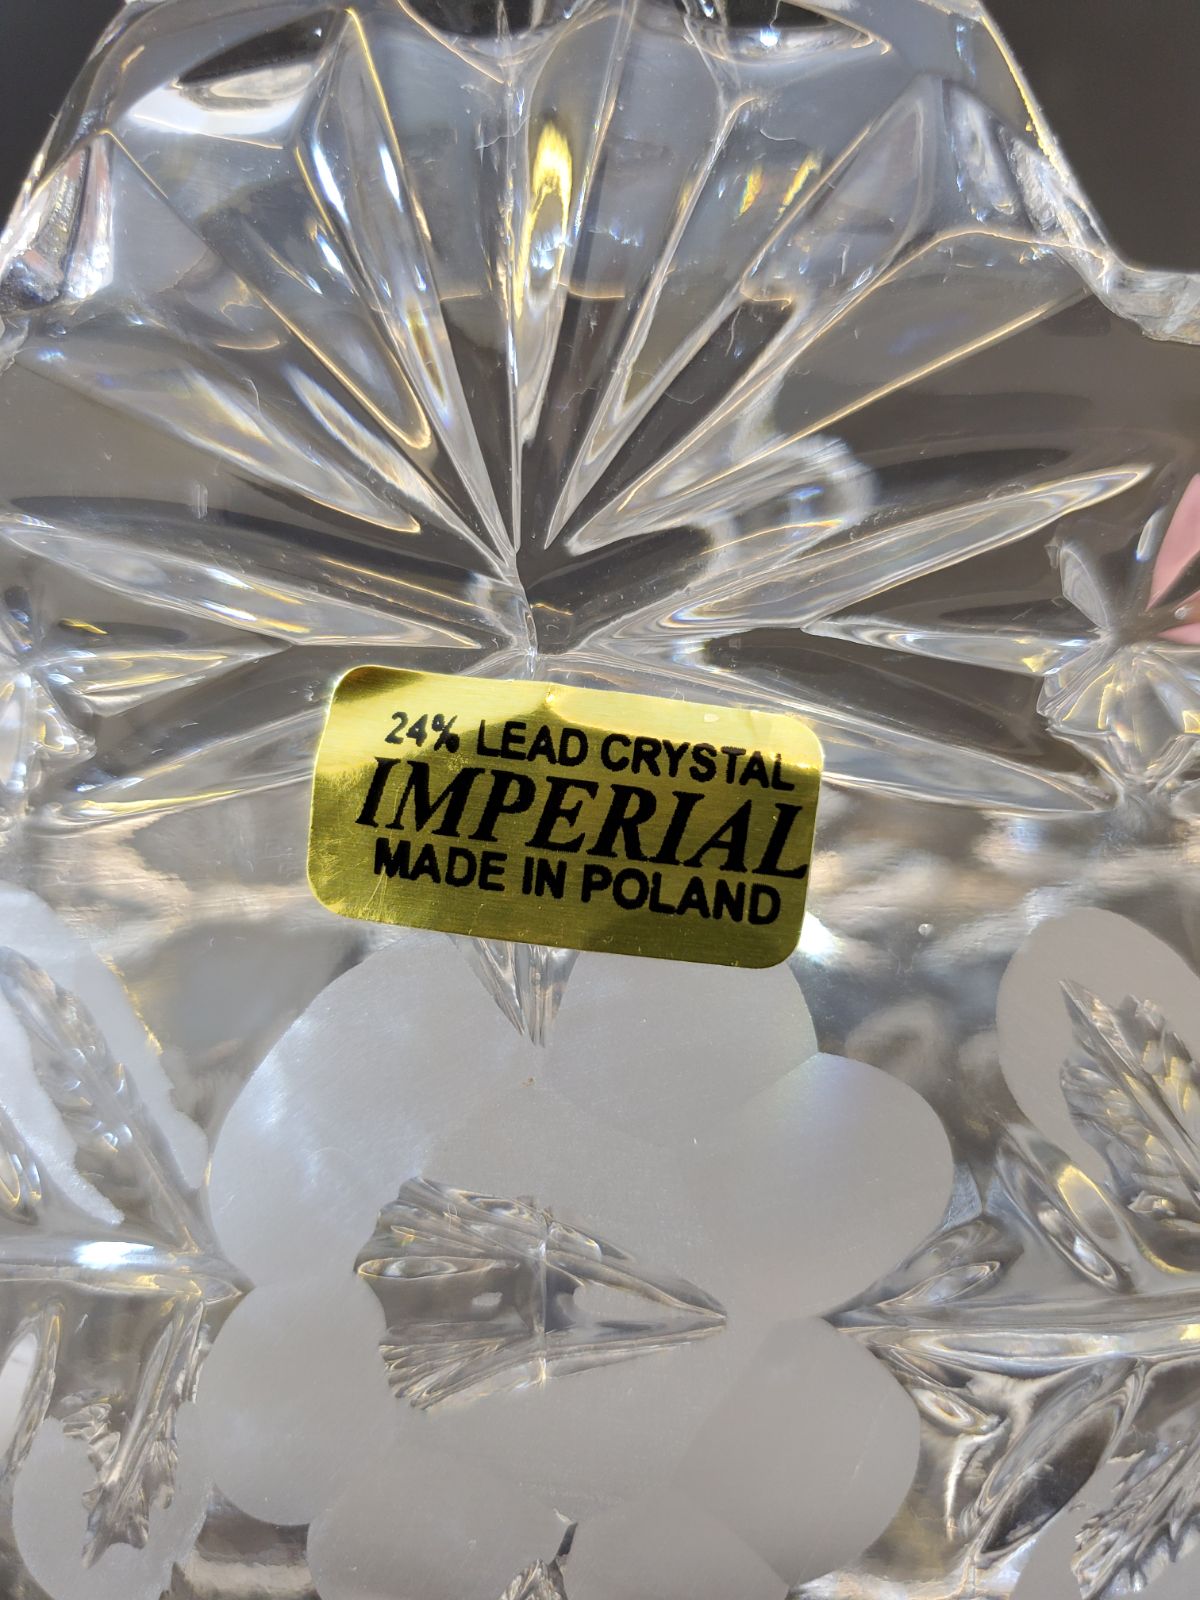 24% LEAD CRYSTAL
IMPERIAL
MADE IN POLAND